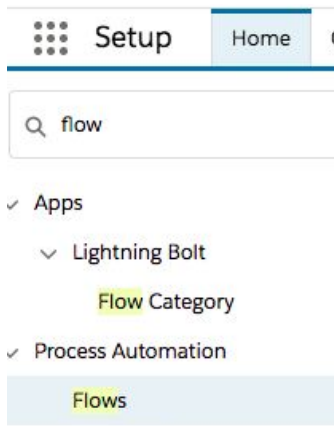 Setup Home
flow
Apps
Lightning Bolt
Flow Category
Process Automation
Flows